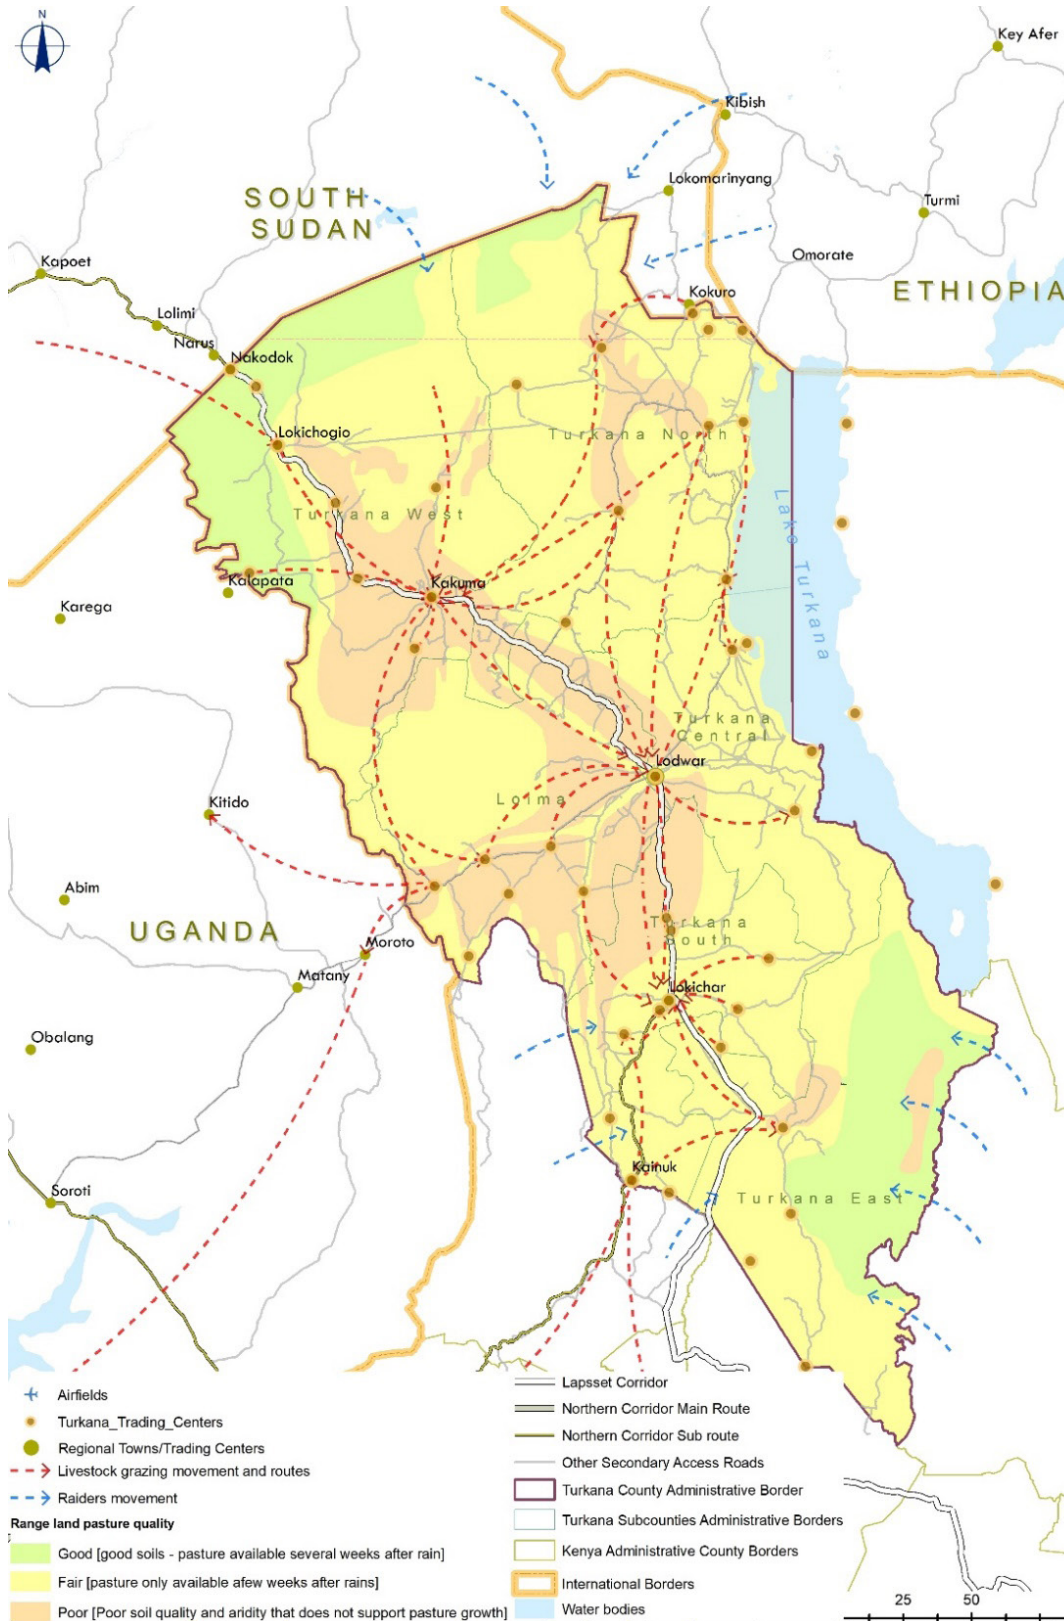 N
Key Afer
Kibish
Lokomarinyang
SOUTH
SUDAN
Turmi
Kapoet
Omorate
ETHIOPIA
Lolimi
Kokuro
Narus
Nakodok
Lokichogio
Turkana North
Turkana West
Lake Turkana
Kalapata
Kakuma
Karega
Turkana
Central
Lodwar
Loima
Kitido
Abim
UGANDA
Turkana
South
Moroto
Matany
Lokichar
Obalang
Kainuk
Soroti
Turkana East
Airfields
Turkana_Trading_Centers
Regional Towns/Trading Centers
Livestock grazing movement and routes
Raiders movement
Range land pasture quality
Good [good soils - pasture available several weeks after rain]
Fair [pasture only available afew weeks after rains]
Poor [Poor soil quality and aridity that does not support pasture growth]
Lapsset Corridor
Northern Corridor Main Route
Northern Corridor Sub route
Other Secondary Access Roads
Turkana County Administrative Border
Turkana Subcounties Administrative Borders
Kenya Administrative County Borders
International Borders
Water bodies
25 50